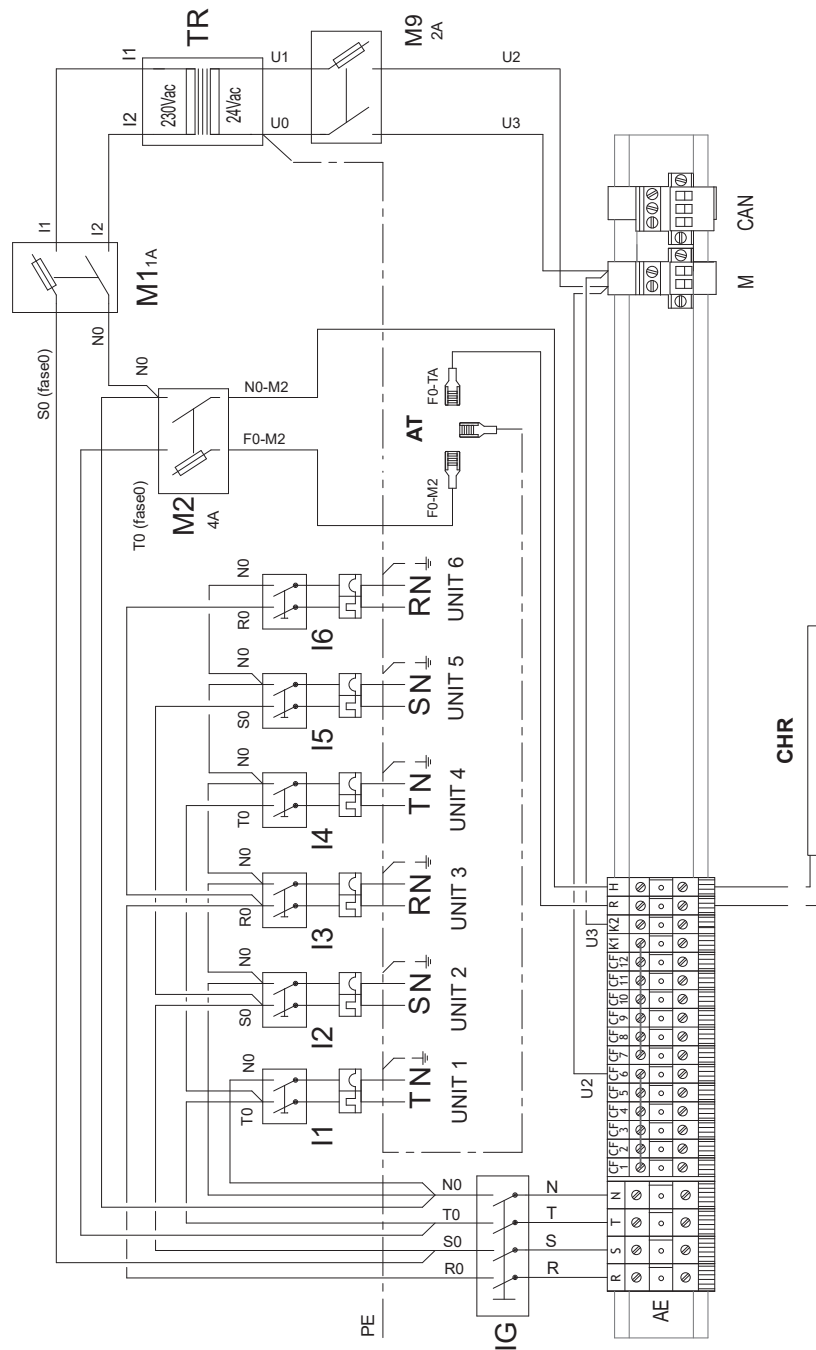 TR
I1
I2
230Vac
24Vac
U1
U0
M9
2A
U2
U3
I1
I2
M1 1A
S0 (fase0)
N0
N0
T0 (fase0)
M2
4A
N0-M2
F0-M2
AT
F0-TA
F0-M2
CAN
M
N0
R0
I6
RN
UNIT 6
N0
S0
I5
SN
UNIT 5
N0
T0
I4
TN
UNIT 4
N0
R0
I3
RN
UNIT 3
N0
S0
I2
SN
UNIT 2
N0
T0
I1
TN
UNIT 1
N0
T0
S0
R0
N
T
S
R
IG
PE
U3
U2
CHR
R
S
T
N
CF 1
CF 2
CF 3
CF 4
CF 5
CF 6
CF 7
CF 8
CF 9
CF 10
CF 11
CF 12
K1
K2
R
H
AE